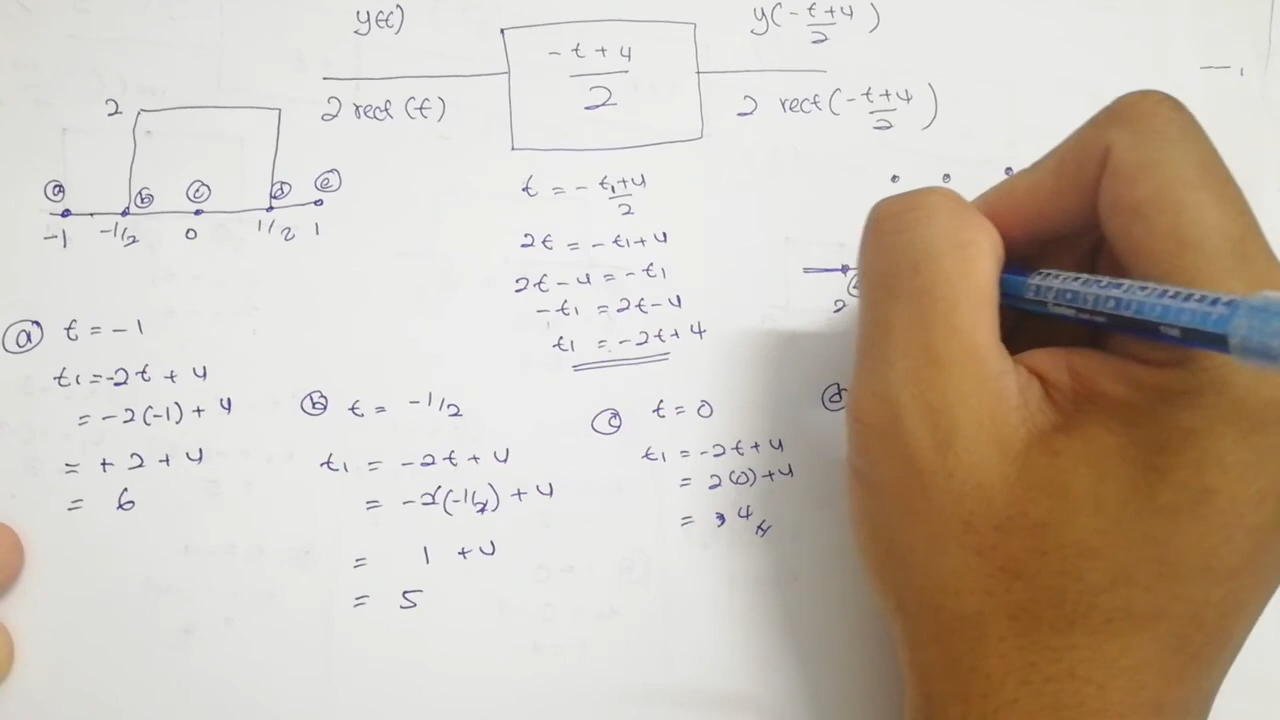 y(t)
-t+4
2
y(-t+4
2)
2 rect(t)
2 rect(-t+4
2)
2
a b c d e
-1 -1/2 0 1/2 1
t = -t1+4
2
2t = -t1+4
2t-4 = -t1
-t1 = 2t-4
t1 = -2t+4
2
a t = -1
t1 = -2t + 4
= -2(-1) + 4
= + 2 + 4
= 6
b t = -1/2
t1 = -2t + 4
= -2(-1/2) + 4
= 1 + 4
= 5
c t = 0
t1 = -2t + 4
= 2(0) + 4
= 4
d